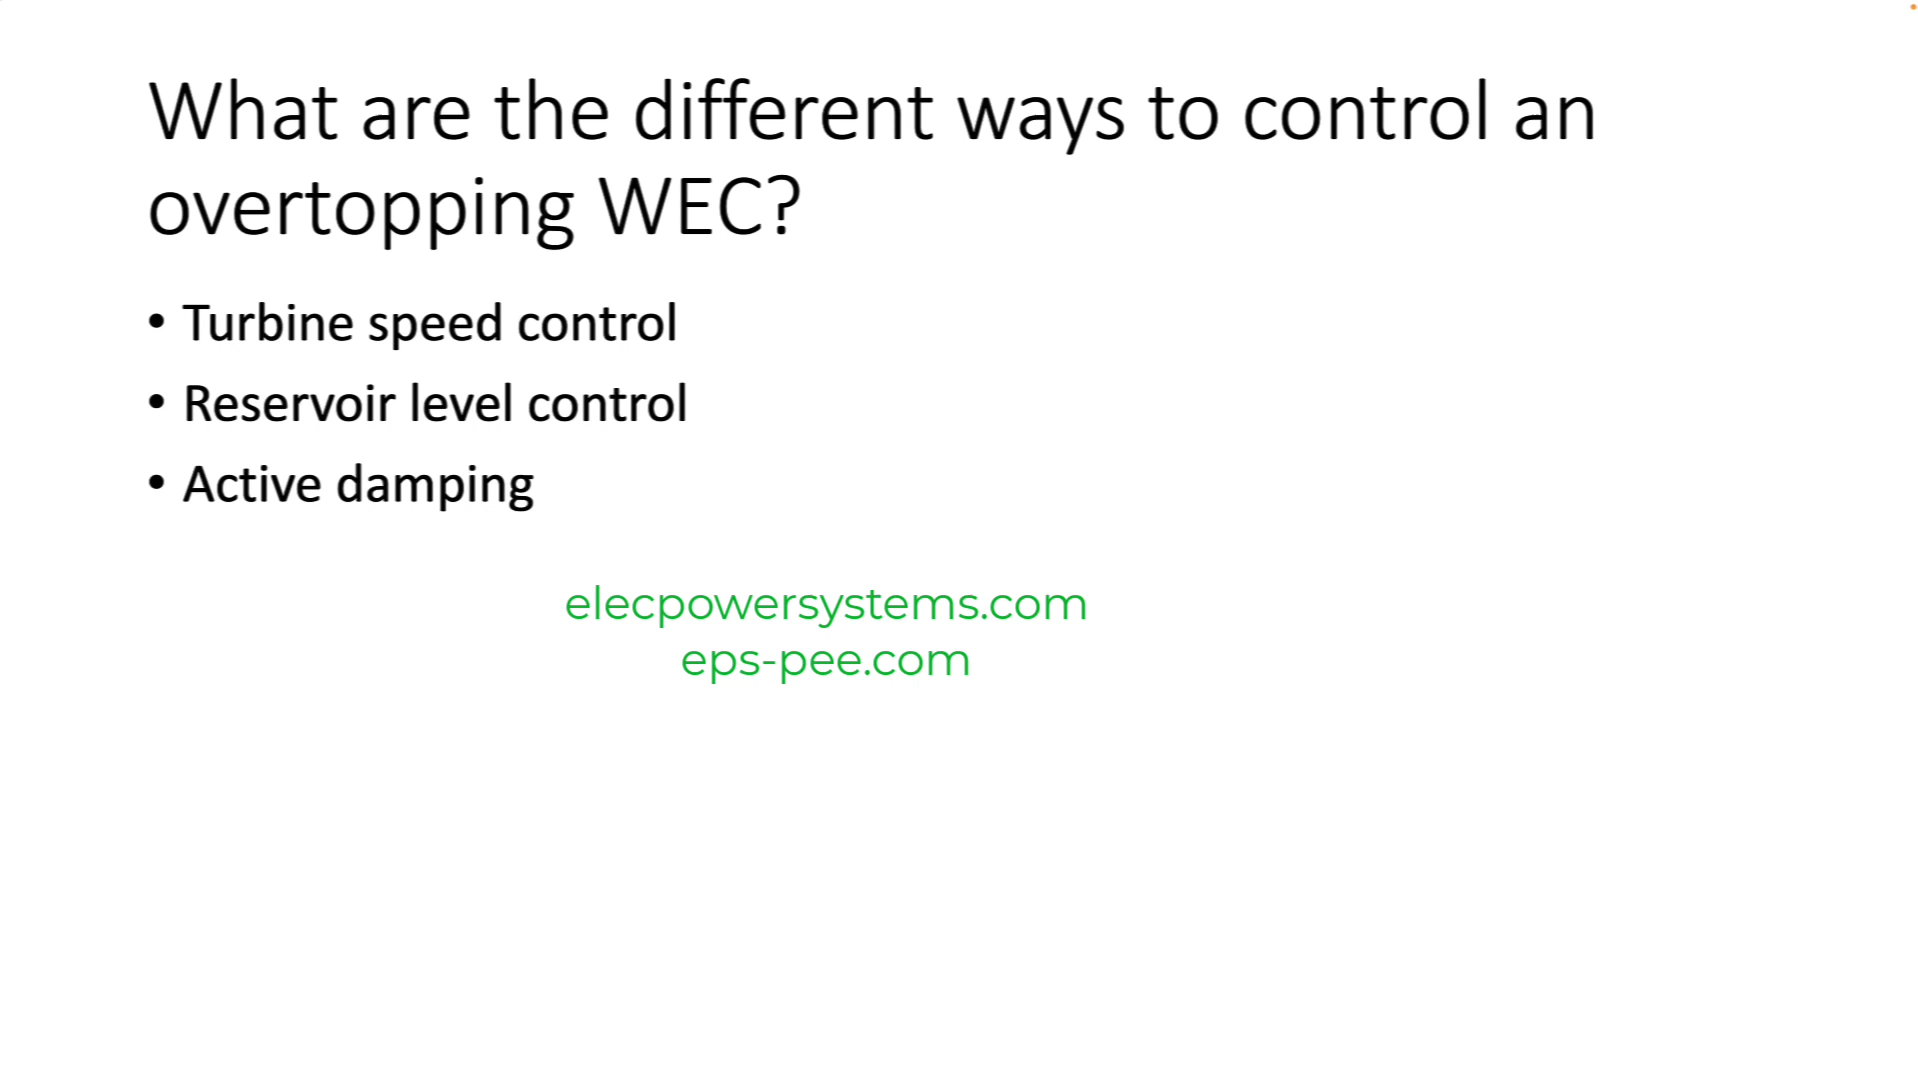 What are the different ways to control an
overtopping WEC?
• Turbine speed control
• Reservoir level control
• Active damping
elecpowersystems.com
eps-pee.com